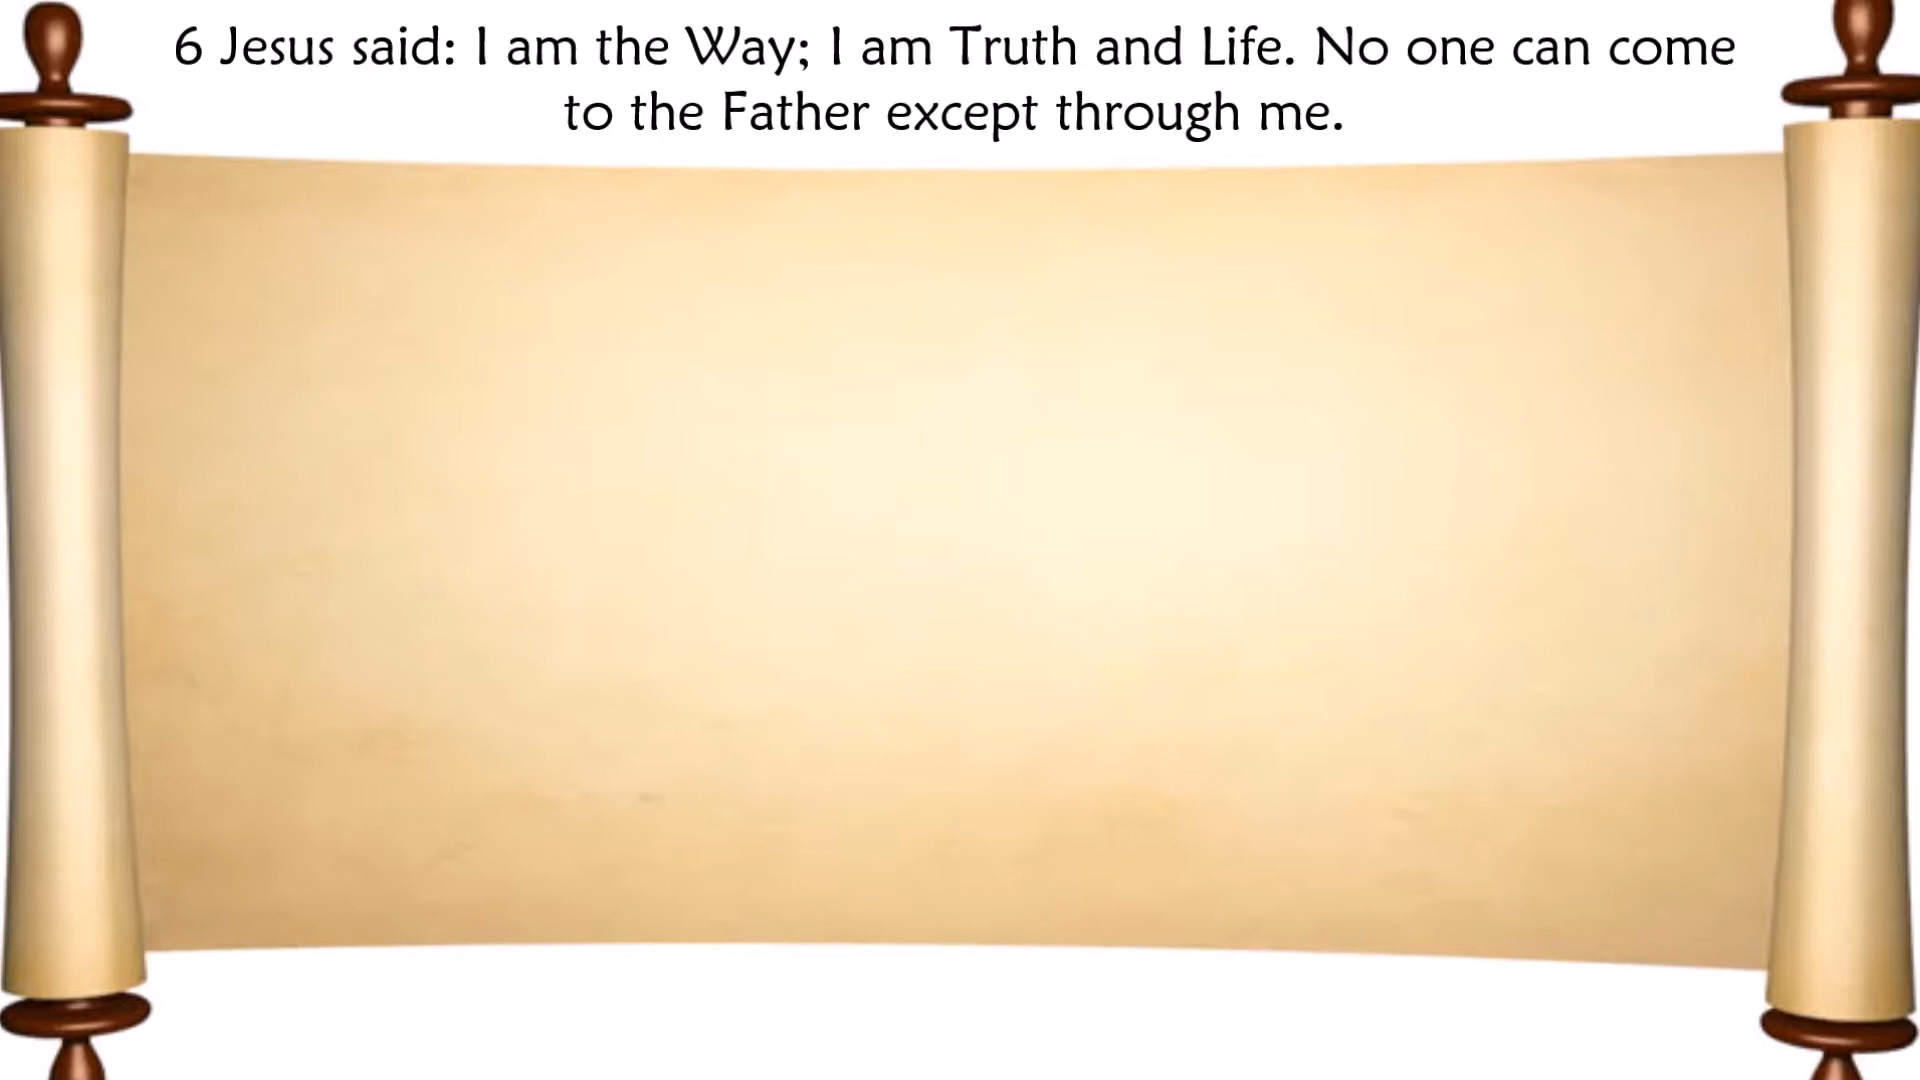 6 Jesus said: I am the Way; I am Truth and Life. No one can come
to the Father except through me.